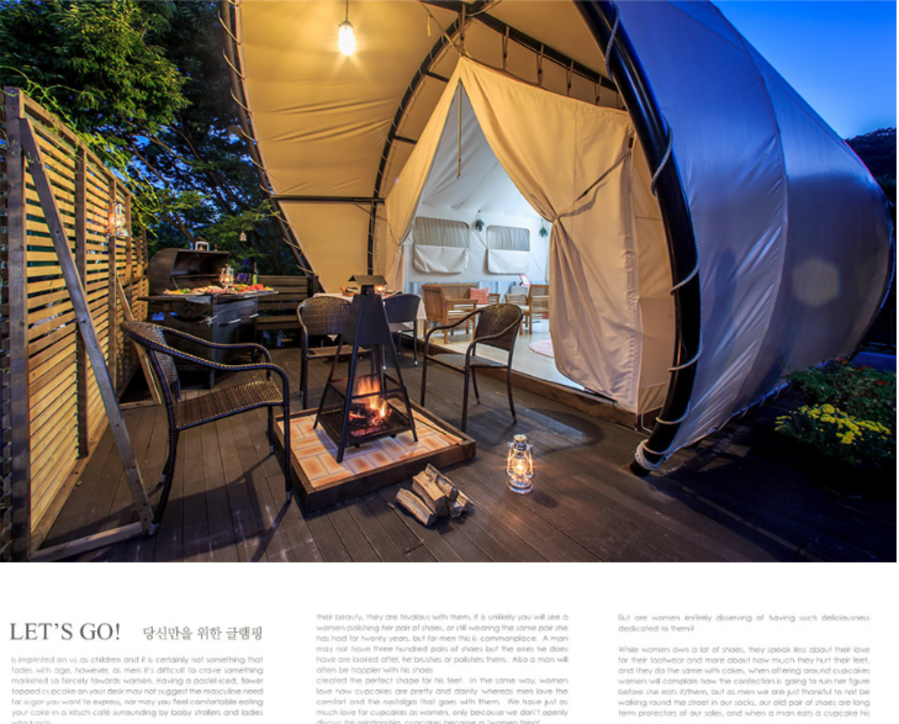 LET'S GO! 당신만을 위한 글램핑
is imprinted on us as children and it is certainly not something that
fades with age, however, as men it's difficult to crave something
marketed so fiercely towards women. Having a pastel-iced, flower
topped cupcake on your desk may not suggest the masculine need
for sugar you want to express, nor may you feel comfortable eating
your cake in a kitsch café surrounding by baby strollers and ladies
their beauty, they are frivolous with them, it is unlikely you will see a
women polishing her pair of shoes, or still wearing the same pair she
has had for twenty years, but for men this is commonplace. A man
may not have three hundred pairs of shoes but the ones he does
have are looked after, he brushes or polishes them. Also a man will
often be happier with his shoes
created the perfect shape for his feet. In the same way, women
love how cupcakes are pretty and dainty whereas men love the
comfort and the nostalgia that goes with them. We have just as
much love for cupcakes as women, only because we don't openly
discuss this relationship, cupcakes become a 'women thing'.
But are women entirely deserving of having such deliciousness
dedicated to them?
While women own a lot of shoes, they speak less about their love
for their footwear and more about how much they hurt their feet,
and they do the same with cakes, when offering around cupcakes
women will complain how the confection is going to ruin her figure
before she eats it/them, but as men we are just thankful to not be
walking round the street in our socks, our old pair of shoes are long
term protectors of our soles, and when a man eats a cupcake his